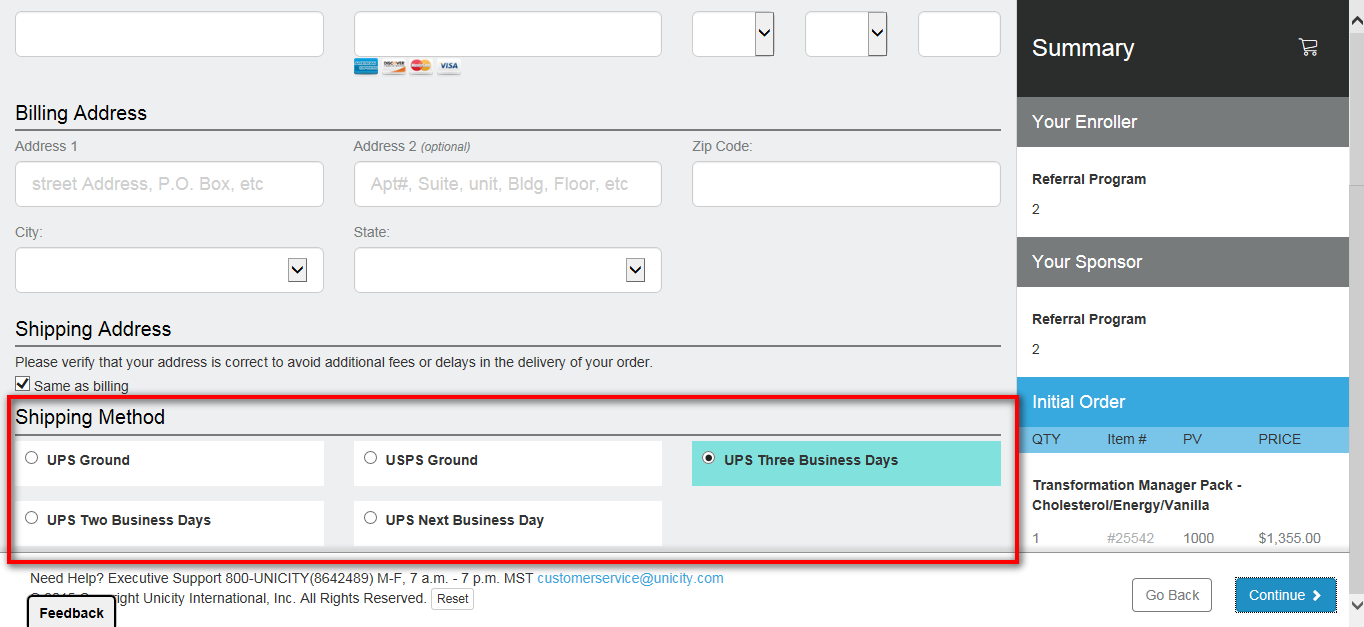 DISCOVER
MasterCard
VISA
Billing Address
Address 1
Address 2 (optional)
Zip Code:
street Address, P.O. Box, etc
Apt#, Suite, unit, Bldg, Floor, etc
City:
State:
Shipping Address
Please verify that your address is correct to avoid additional fees or delays in the delivery of your order.
Same as billing
Shipping Method
UPS Ground
USPS Ground
UPS Three Business Days
UPS Two Business Days
UPS Next Business Day
Summary
Your Enroller
Referral Program
2
Your Sponsor
Referral Program
2
Initial Order
QTY Item # PV PRICE
Transformation Manager Pack -
Cholesterol/Energy/Vanilla
1 #25542 1000 $1,355.00
Need Help? Executive Support 800-UNICITY(8642489) M-F, 7 a.m. - 7 p.m. MST customerservice@unicity.com
Unicity International, Inc. All Rights Reserved. Reset
Feedback
Go Back
Continue